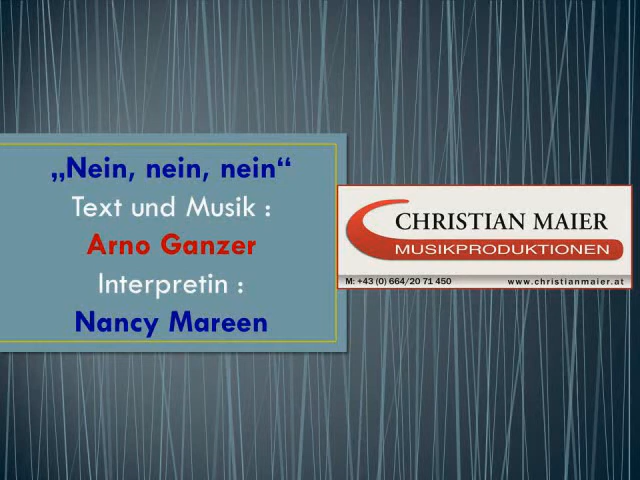 „Nein, nein, nein“
Text und Musik :
Arno Ganzer
Interpretin :
Nancy Mareen
CHRISTIAN MAIER
MUSIKPRODUKTIONEN
M: +43 (0) 664/20 71 450 www.christianmaier.at